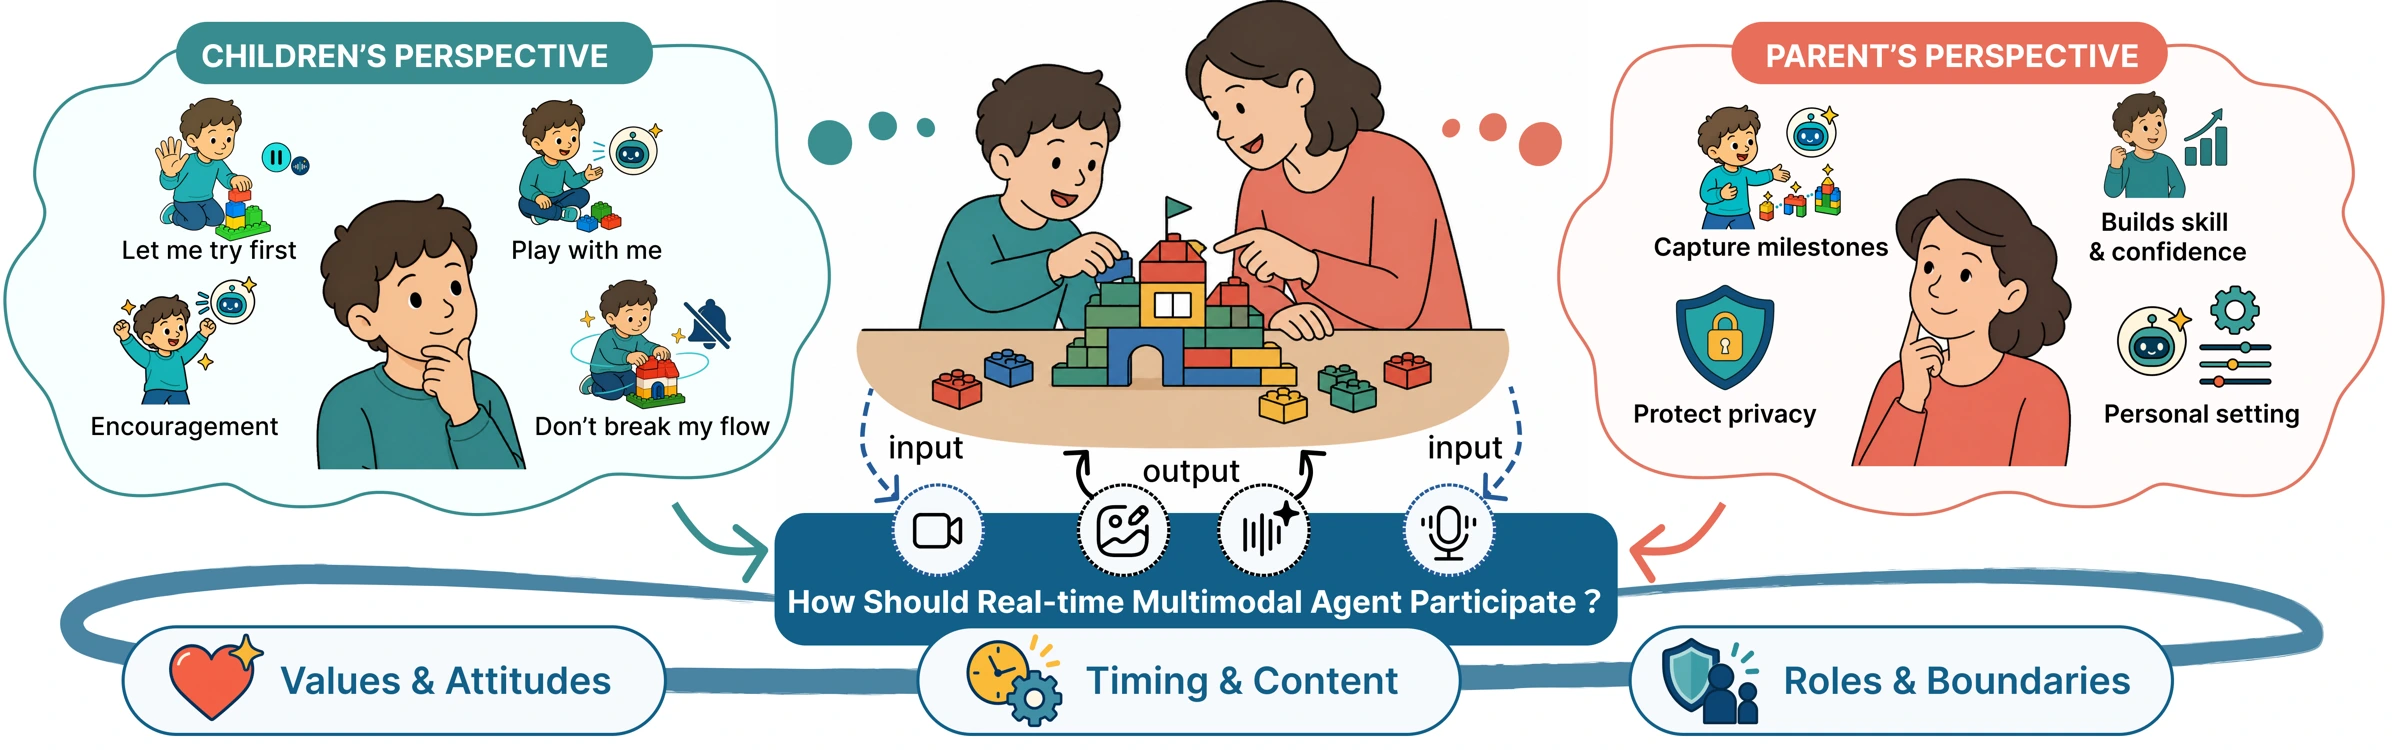 CHILDREN'S PERSPECTIVE
Let me try first
Play with me
Encouragement
Don't break my flow
PARENT'S PERSPECTIVE
Capture milestones
Builds skill
& confidence
Protect privacy
Personal setting
input
output
input
How Should Real-time Multimodal Agent Participate ?
Values & Attitudes
Timing & Content
Roles & Boundaries